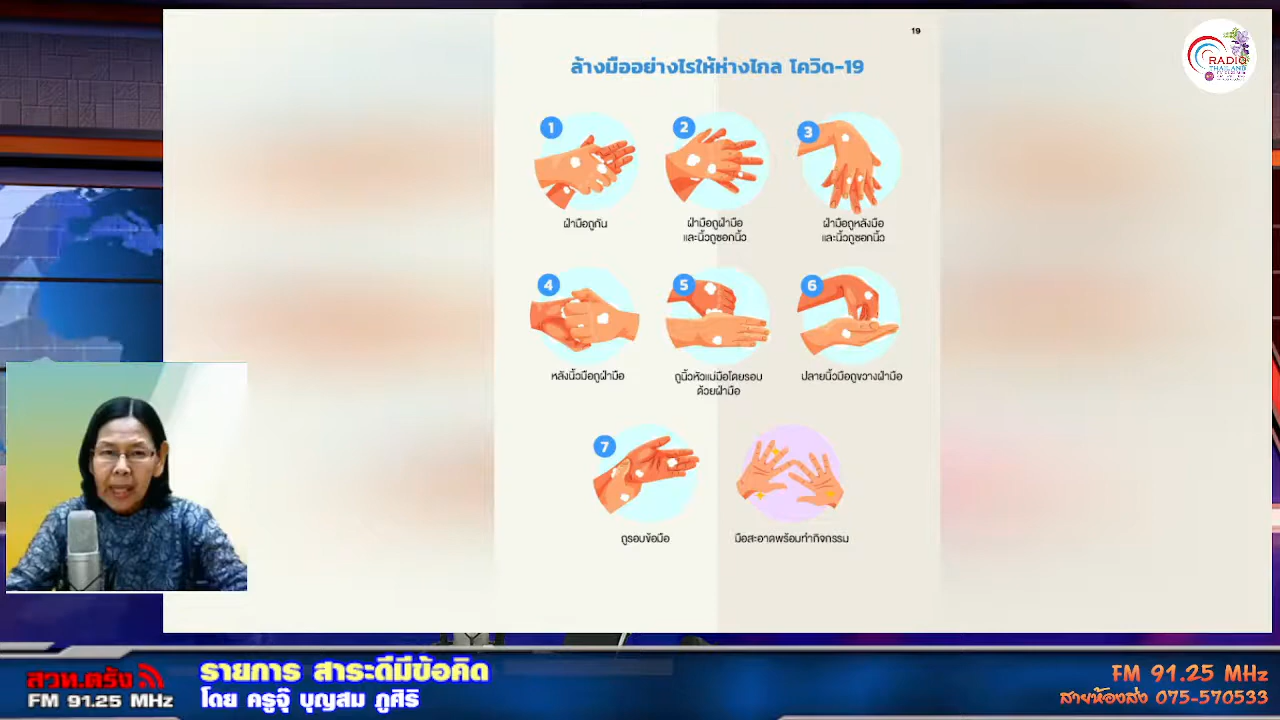 19
ล้างมืออย่างไรให้ห่างไกล โควิด-19
1
ฝ่ามือถูกัน
2
ฝ่ามือถูฝ่ามือ
และนิ้วถูซอกนิ้ว
3
ฝ่ามือถูหลังมือ
และนิ้วถูซอกนิ้ว
4
หลังนิ้วมือถูฝ่ามือ
5
ถูนิ้วหัวแม่มือโดยรอบ
ด้วยฝ่ามือ
6
ปลายนิ้วมือถูขวางฝ่ามือ
7
ถูรอบข้อมือ
มือสะอาดพร้อมทำกิจกรรม
RADIO
THAILAND
สวท.ตรัง
FM 91.25 MHz
รายการ สาระดีมีข้อคิด
โดย ครูจุ๊ บุญสม ภูศิริ
FM 91.25 MHz
สายห้องส่ง 075-570533